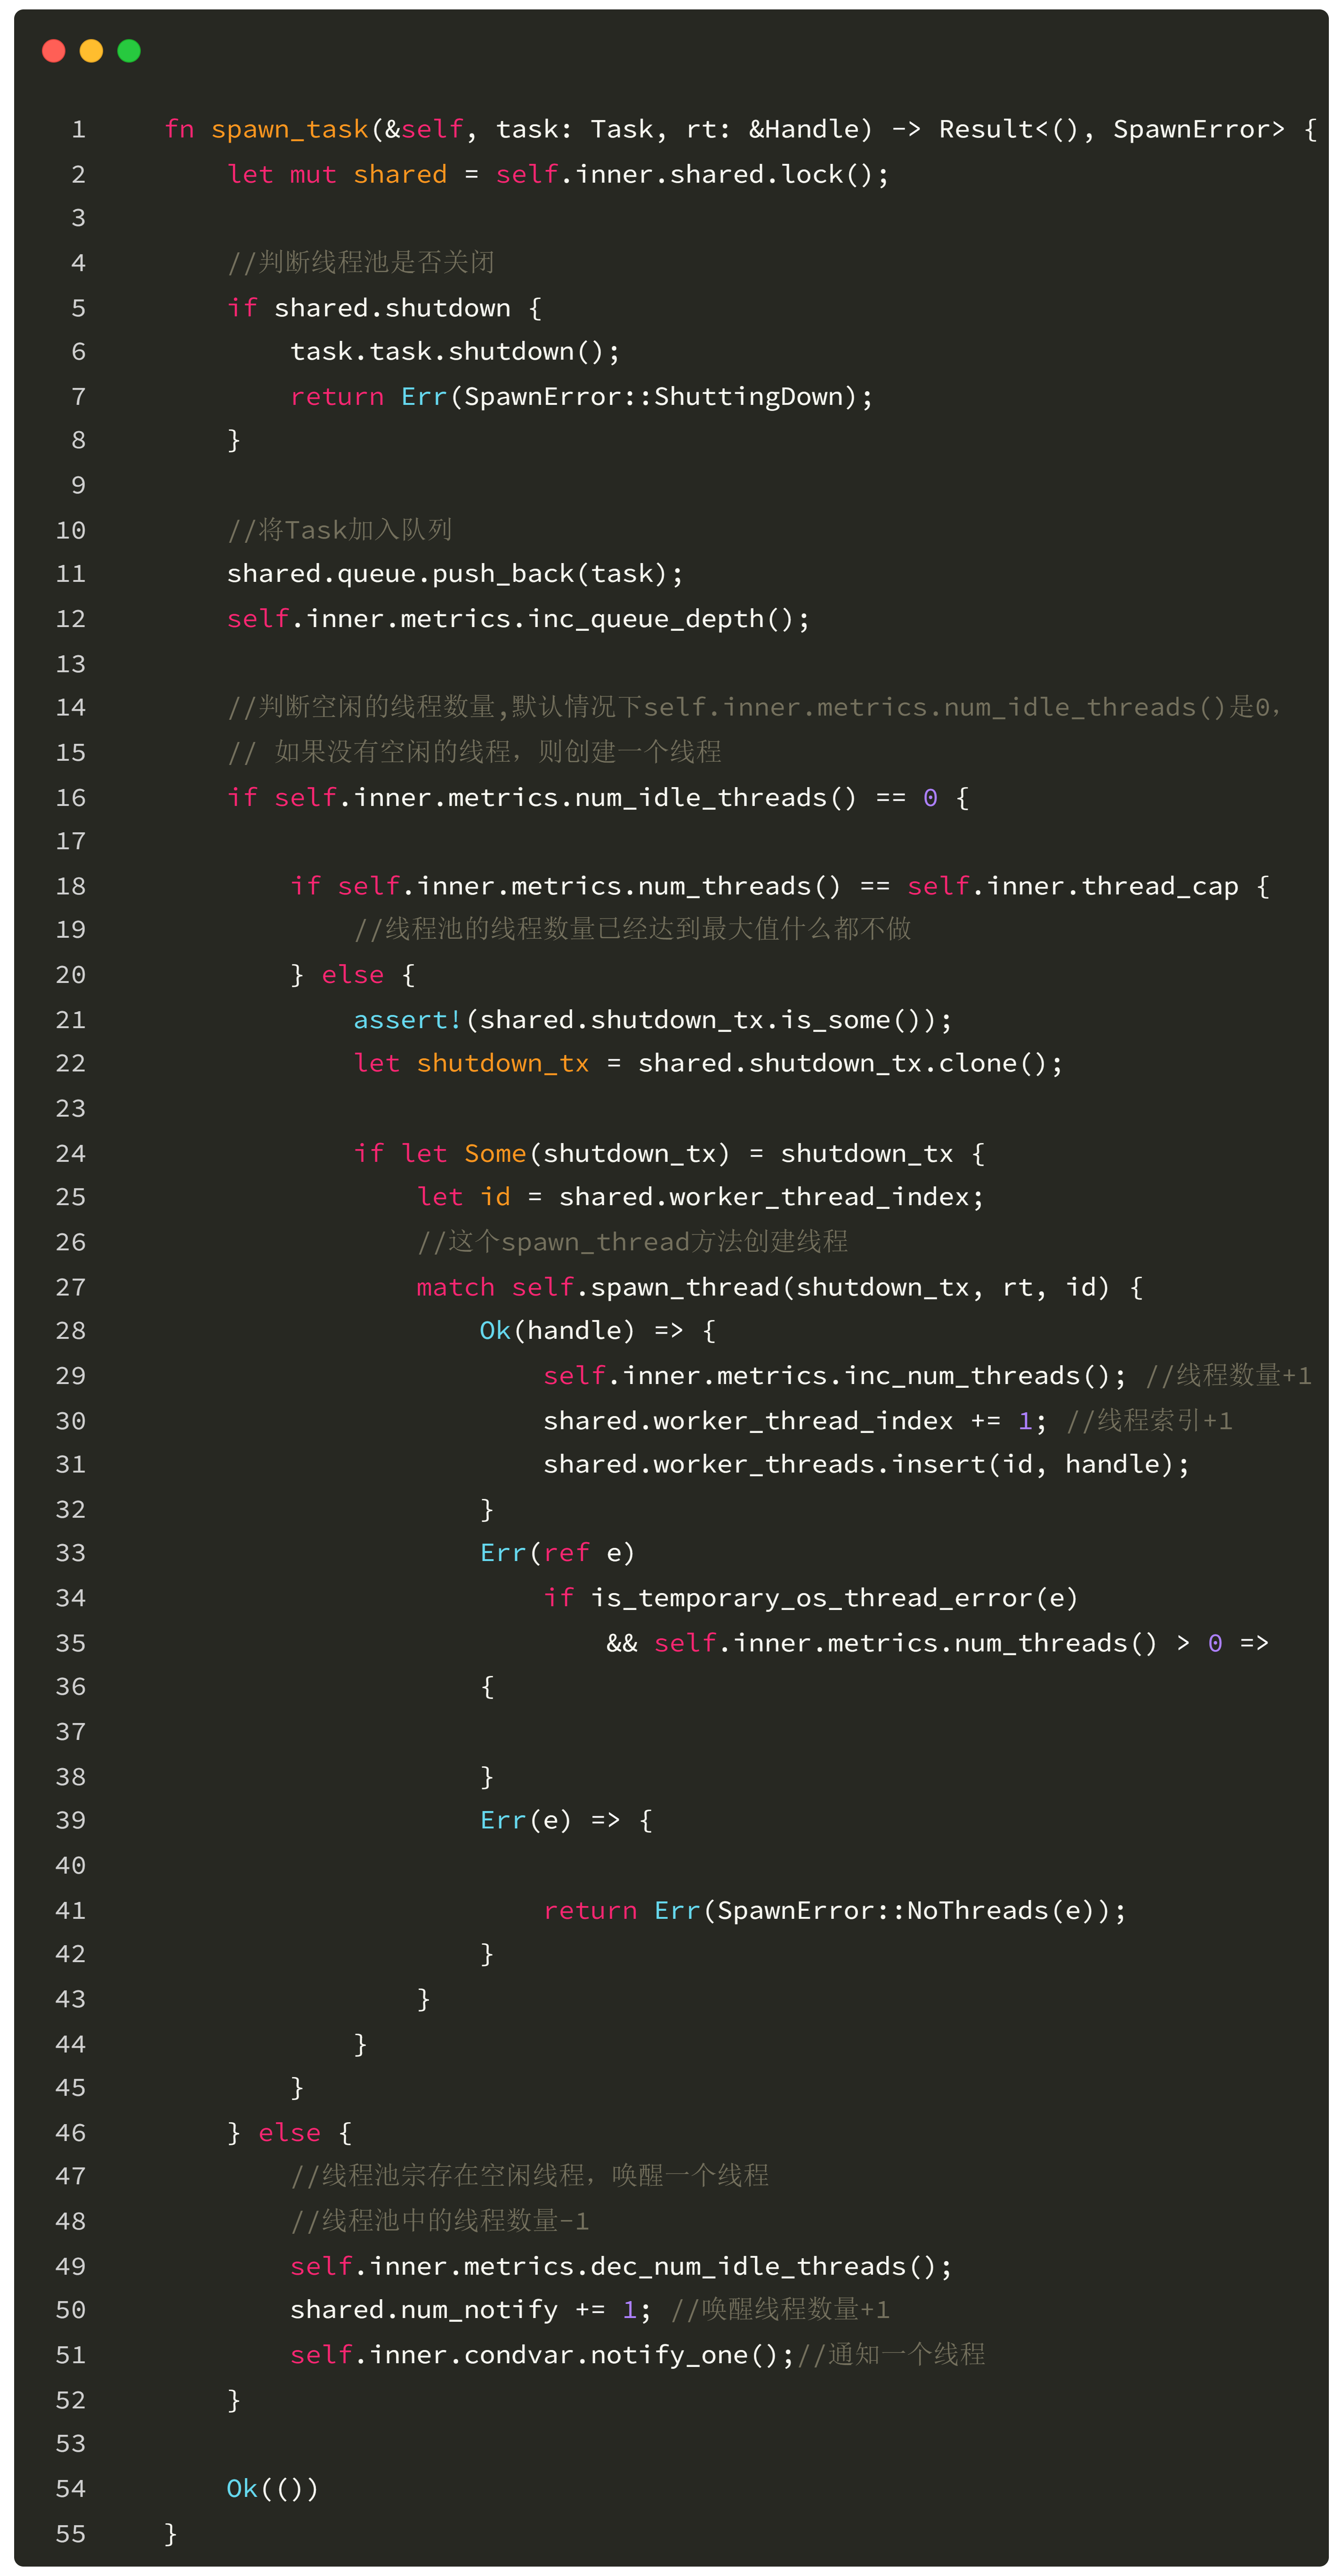 1    fn spawn_task(&self, task: Task, rt: &Handle) -> Result<(), SpawnError> {
2        let mut shared = self.inner.shared.lock();
3
4        //判断线程池是否关闭
5        if shared.shutdown {
6            task.task.shutdown();
7            return Err(SpawnError::ShuttingDown);
8        }
9
10        //将Task加入队列
11        shared.queue.push_back(task);
12        self.inner.metrics.inc_queue_depth();
13
14        //判断空闲的线程数量,默认情况下self.inner.metrics.num_idle_threads()是0，
15        // 如果没有空闲的线程，则创建一个线程
16        if self.inner.metrics.num_idle_threads() == 0 {
17
18            if self.inner.metrics.num_threads() == self.inner.thread_cap {
19                //线程池的线程数量已经达到最大值什么都不做
20            } else {
21                assert!(shared.shutdown_tx.is_some());
22                let shutdown_tx = shared.shutdown_tx.clone();
23
24                if let Some(shutdown_tx) = shutdown_tx {
25                    let id = shared.worker_thread_index;
26                    //这个spawn_thread方法创建线程
27                    match self.spawn_thread(shutdown_tx, rt, id) {
28                        Ok(handle) => {
29                            self.inner.metrics.inc_num_threads(); //线程数量+1
30                            shared.worker_thread_index += 1; //线程索引+1
31                            shared.worker_threads.insert(id, handle);
32                        }
33                        Err(ref e)
34                            if is_temporary_os_thread_error(e)
35                                && self.inner.metrics.num_threads() > 0 =>
36                        {
37
38                        }
39                        Err(e) => {
40
41                            return Err(SpawnError::NoThreads(e));
42                        }
43                    }
44                }
45            }
46        } else {
47            //线程池宗存在空闲线程，唤醒一个线程
48            //线程池中的线程数量-1
49            self.inner.metrics.dec_num_idle_threads();
50            shared.num_notify += 1; //唤醒线程数量+1
51            self.inner.condvar.notify_one();//通知一个线程
52        }
53
54        Ok(())
55    }